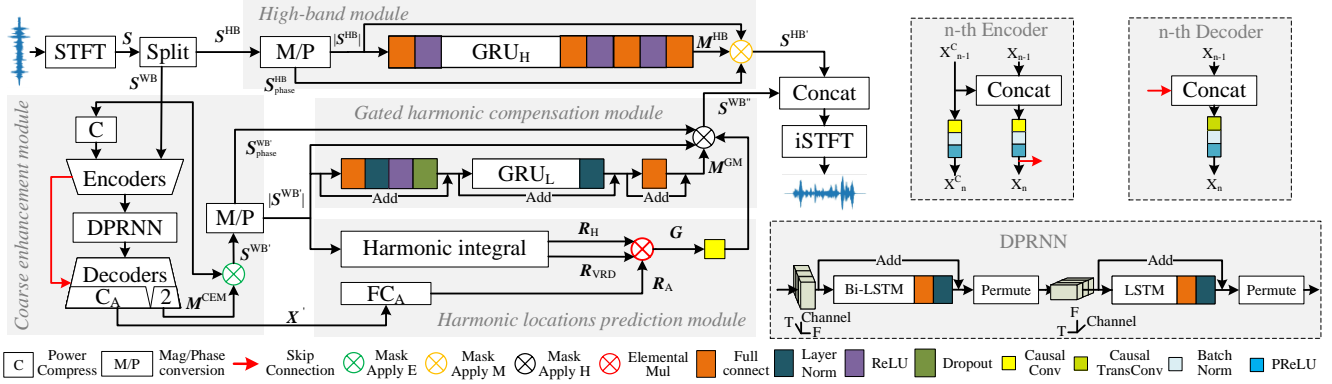 High-band module
STFT
S
Split
S^HB
M/P
|S^HB|
S^HB_phase
GRU_H
M^HB
S^HB'
S^WB
Concat
iSTFT
Coarse enhancement module
C
Encoders
DPRNN
Decoders
C_A
2
M^CEM
S^WB'
M/P
X'
Gated harmonic compensation module
S^WB'_phase
|S^WB'|
S^WB''
GRU_L
M^GM
Add
Add
Add
Harmonic integral
R_H
R_VRD
R_A
G
FC_A
Harmonic locations prediction module
n-th Encoder
X^C_n-1
X_n-1
Concat
X^C_n
X_n
n-th Decoder
X_n-1
Concat
X_n
DPRNN
Add
Add
Bi-LSTM
Permute
LSTM
Permute
Channel
T
F
F
Channel
T
C
Power
Compress
M/P
Mag/Phase
conversion
Skip
Connection
Mask
Apply E
Mask
Apply M
Mask
Apply H
Elemental
Mul
Full
connect
Layer
Norm
ReLU
Dropout
Causal
Conv
Causal
TransConv
Batch
Norm
PReLU